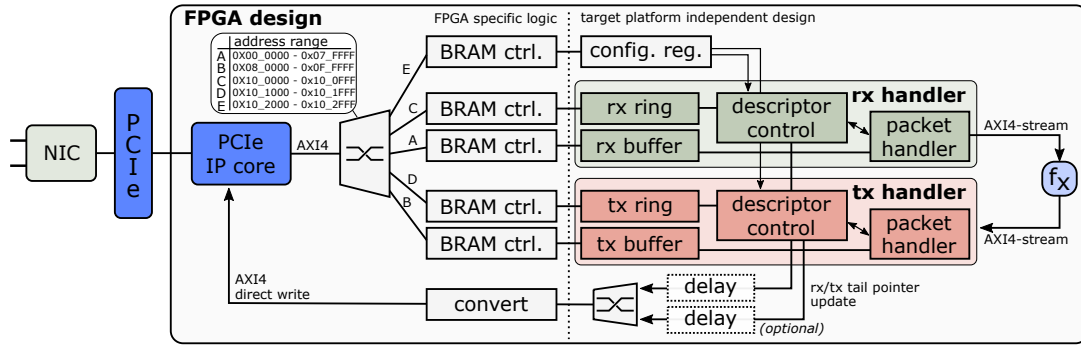 FPGA design
FPGA specific logic
target platform independent design
address range
A 0X00_0000 - 0x07_FFFF
B 0X08_0000 - 0x0F_FFFF
C 0X10_0000 - 0x10_0FFF
D 0X10_1000 - 0x10_1FFF
E 0X10_2000 - 0x10_2FFF
NIC
PCIe
PCIe
IP core
AXI4
E
C
A
D
B
BRAM ctrl.
config. reg.
BRAM ctrl.
rx ring
descriptor
control
rx handler
packet
handler
BRAM ctrl.
rx buffer
AXI4-stream
fx
AXI4-stream
BRAM ctrl.
tx ring
descriptor
control
tx handler
packet
handler
BRAM ctrl.
tx buffer
AXI4
direct write
convert
delay
delay
(optional)
rx/tx tail pointer
update